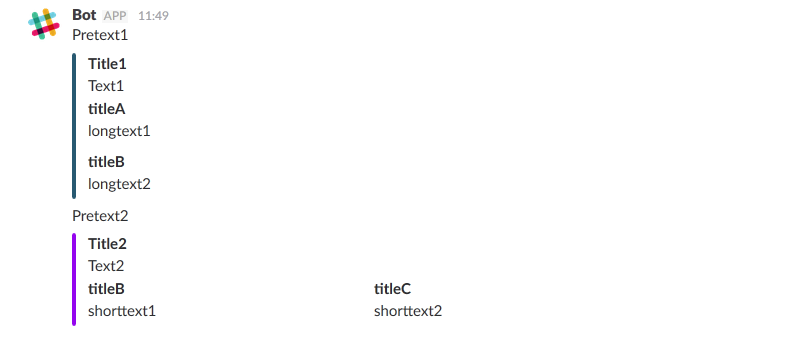 Bot APP 11:49
Pretext1
Title1
Text1
titleA
longtext1
titleB
longtext2
Pretext2
Title2
Text2
titleB titleC
shorttext1 shorttext2